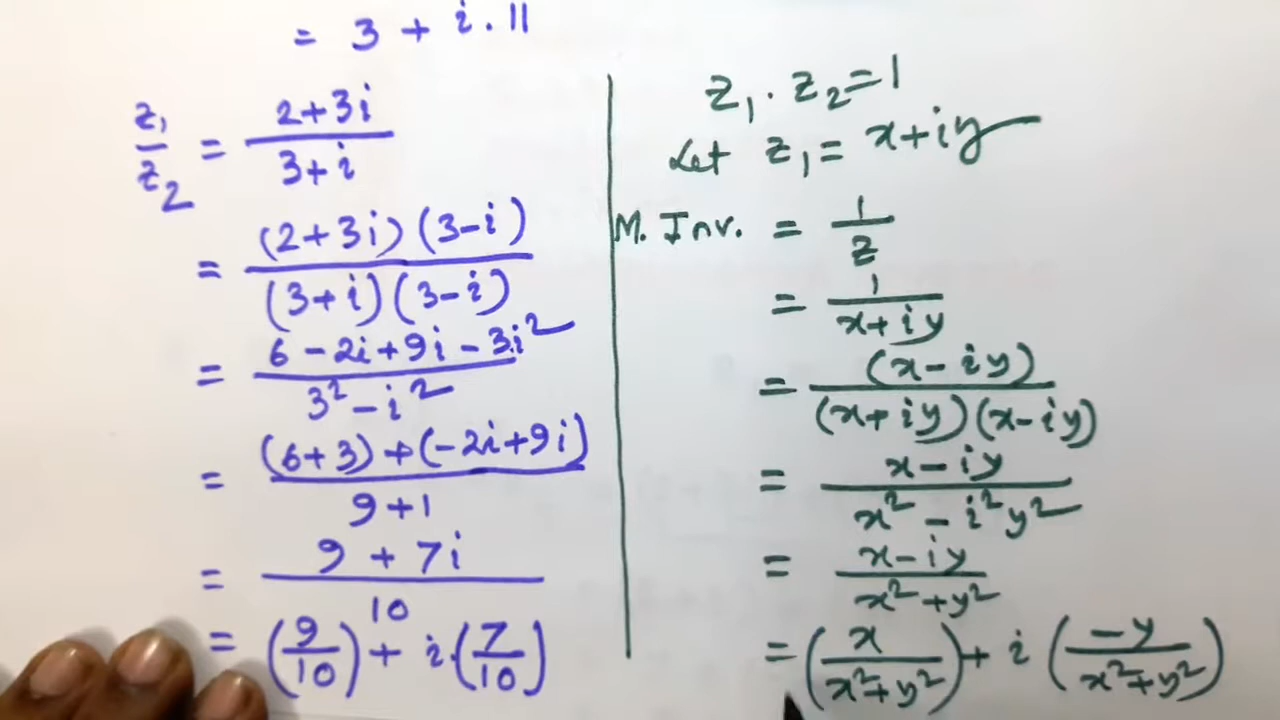 = 3 + i . 11
z₁/z₂ = (2+3i)/(3+i)
= (2+3i)(3-i)/(3+i)(3-i)
= (6 - 2i + 9i - 3i²)/(3² - i²)
= ((6+3) + (-2i+9i))/(9+1)
= (9 + 7i)/10
= (9/10) + i.(7/10)
z₁ . z₂ = 1
Let z₁ = x+iy
M. Inv. = 1/z
= 1/(x+iy)
= (x-iy)/(x+iy)(x-iy)
= (x-iy)/(x² - i²y²)
= (x-iy)/(x²+y²)
= (x/(x²+y²)) + i (-y/(x²+y²))